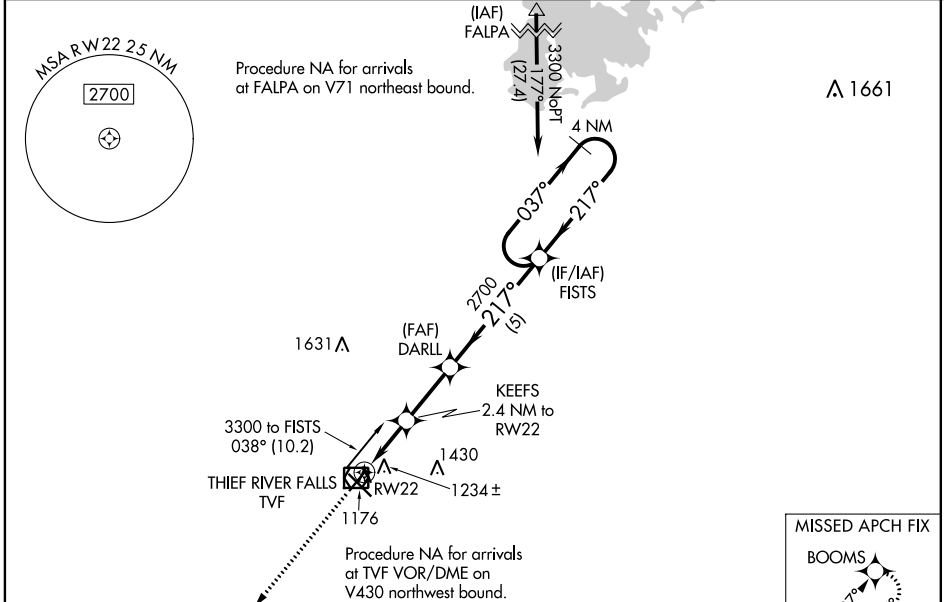 (IAF)
FALPA
MSA RW22 25 NM
2700
Procedure NA for arrivals
at FALPA on V71 northeast bound.
3300 NoPT
177°
(27.4)
1661
4 NM
037°
217°
(IF/IAF)
FISTS
2700
217°
(5)
(FAF)
DARLL
1631
KEEFS
2.4 NM to
RW22
3300 to FISTS
038° (10.2)
1430
THIEF RIVER FALLS
TVF
RW22
1234±
1176
Procedure NA for arrivals
at TVF VOR/DME on
V430 northwest bound.
MISSED APCH FIX
BOOMS